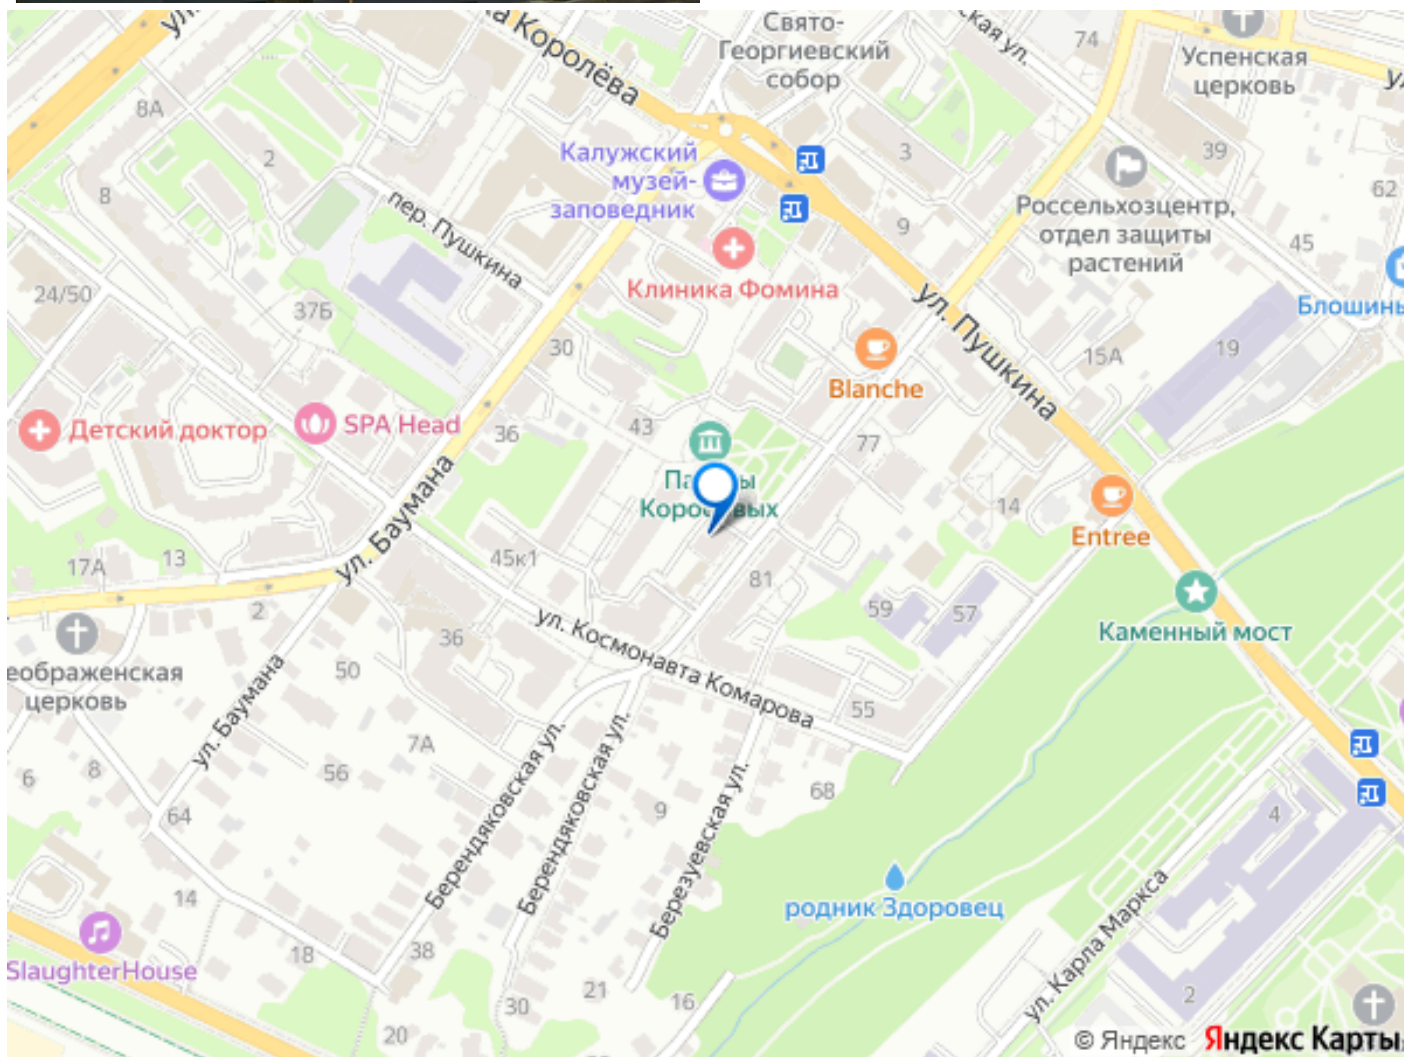 ул.
на Королёва
Свято-
Георгиевский
собор
ская ул.
74
Успенская
церковь
8А
2
8
пер. Пушкина
Калужский
музей-
заповедник
3
9
39
62
Россельхозцентр,
отдел защиты
растений
45
Блошины
Клиника Фомина
ул. Пушкина
24/50
37Б
30
Blanche
15А
19
Детский доктор
SPA Head
36
43
77
ул. Баумана
14
Entree
17А
13
45к1
81
59
57
Каменный мост
2
36
ул. Космонавта Комарова
еображенская
церковь
50
ул. Баумана
55
7А
6
8
56
64
Берендяковская ул.
Берендяковская ул.
9
Березуевская ул.
68
4
14
родник Здоровец
ул. Карла Маркса
SlaughterHouse
18
38
30
21
16
20
2
© Яндекс Яндекс Карты